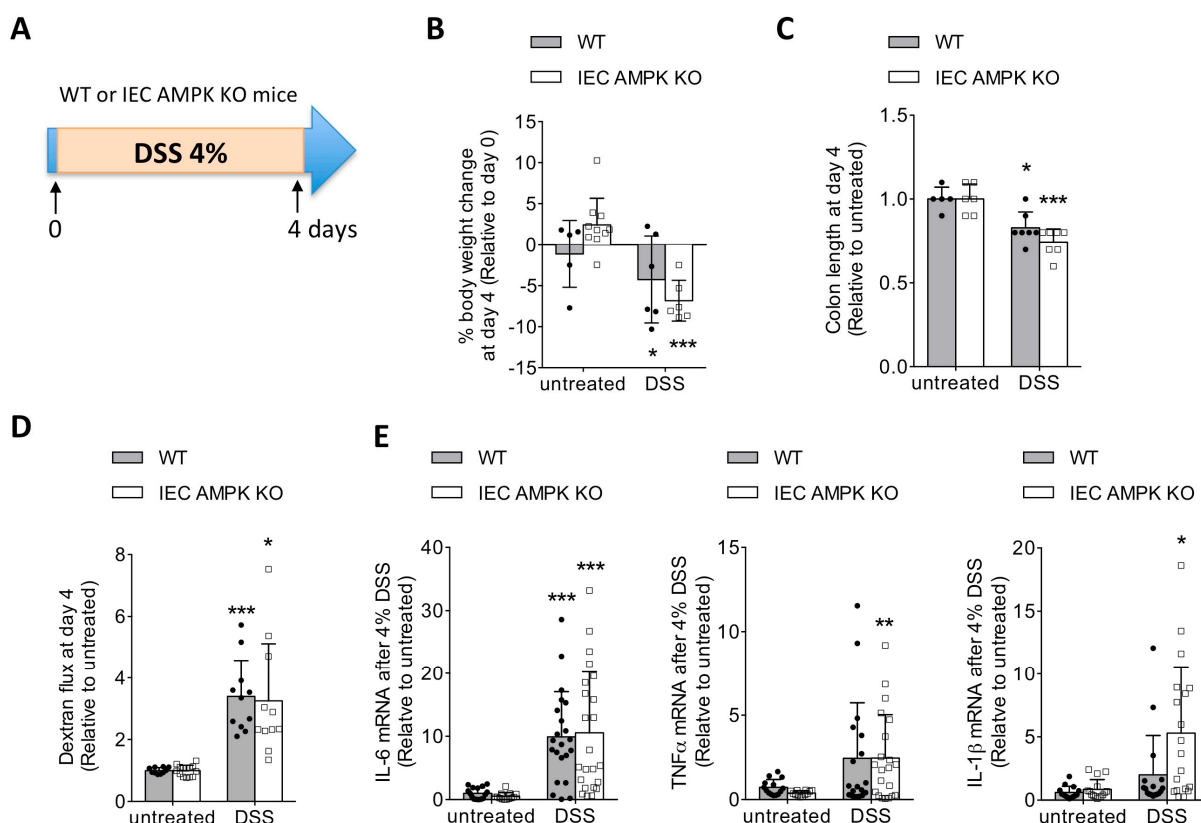 A
WT or IEC AMPK KO mice
DSS 4%
0
4 days
B
WT
IEC AMPK KO
% body weight change
at day 4 (Relative to day 0)
15
10
5
0
-5
-10
-15
*
***
untreated
DSS
C
WT
IEC AMPK KO
Colon length at day 4
(Relative to untreated)
1.5
1.0
0.5
0.0
*
***
untreated
DSS
D
WT
IEC AMPK KO
Dextran flux at day 4
(Relative to untreated)
8
6
4
2
0
***
*
untreated
DSS
E
WT
IEC AMPK KO
IL-6 mRNA after 4% DSS
(Relative to untreated)
40
30
20
10
0
***
***
untreated
DSS
WT
IEC AMPK KO
TNFα mRNA after 4% DSS
(Relatve to untreated)
15
10
5
0
**
untreated
DSS
WT
IEC AMPK KO
IL-1β mRNA after 4% DSS
(Relative to untreated)
20
15
10
5
0
*
untreated
DSS